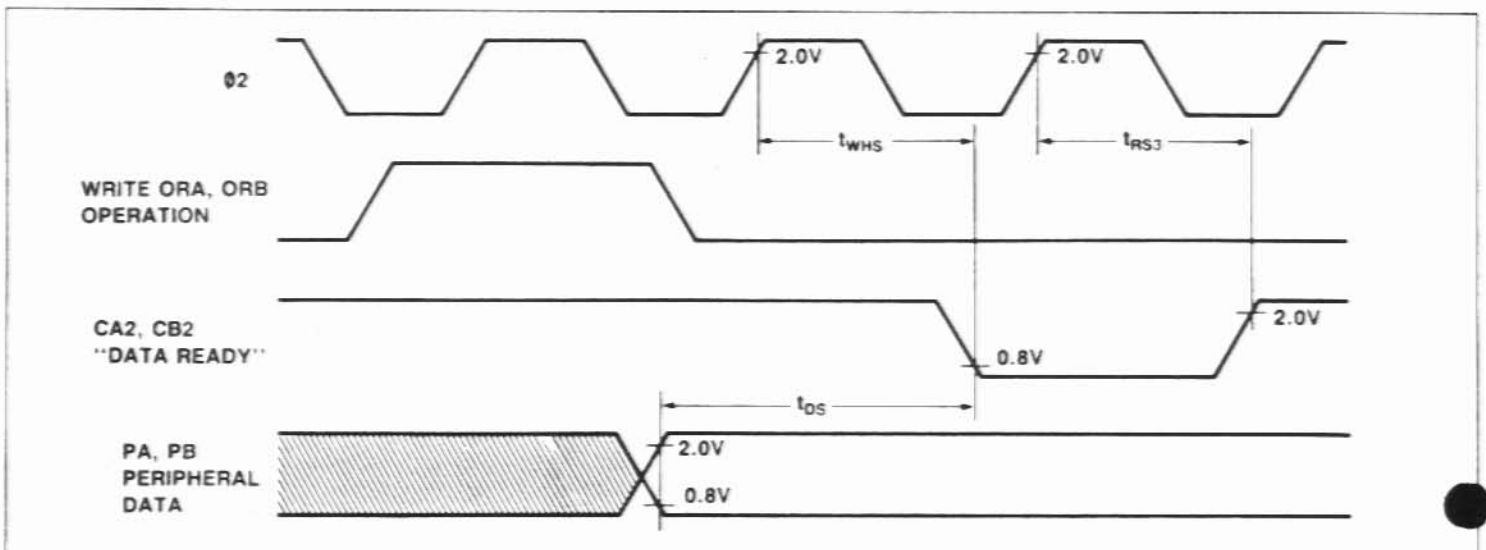 Φ2
2.0V
2.0V
tWHS
tRS3
WRITE ORA, ORB
OPERATION
CA2, CB2
"DATA READY"
0.8V
2.0V
tDS
PA, PB
PERIPHERAL
DATA
2.0V
0.8V